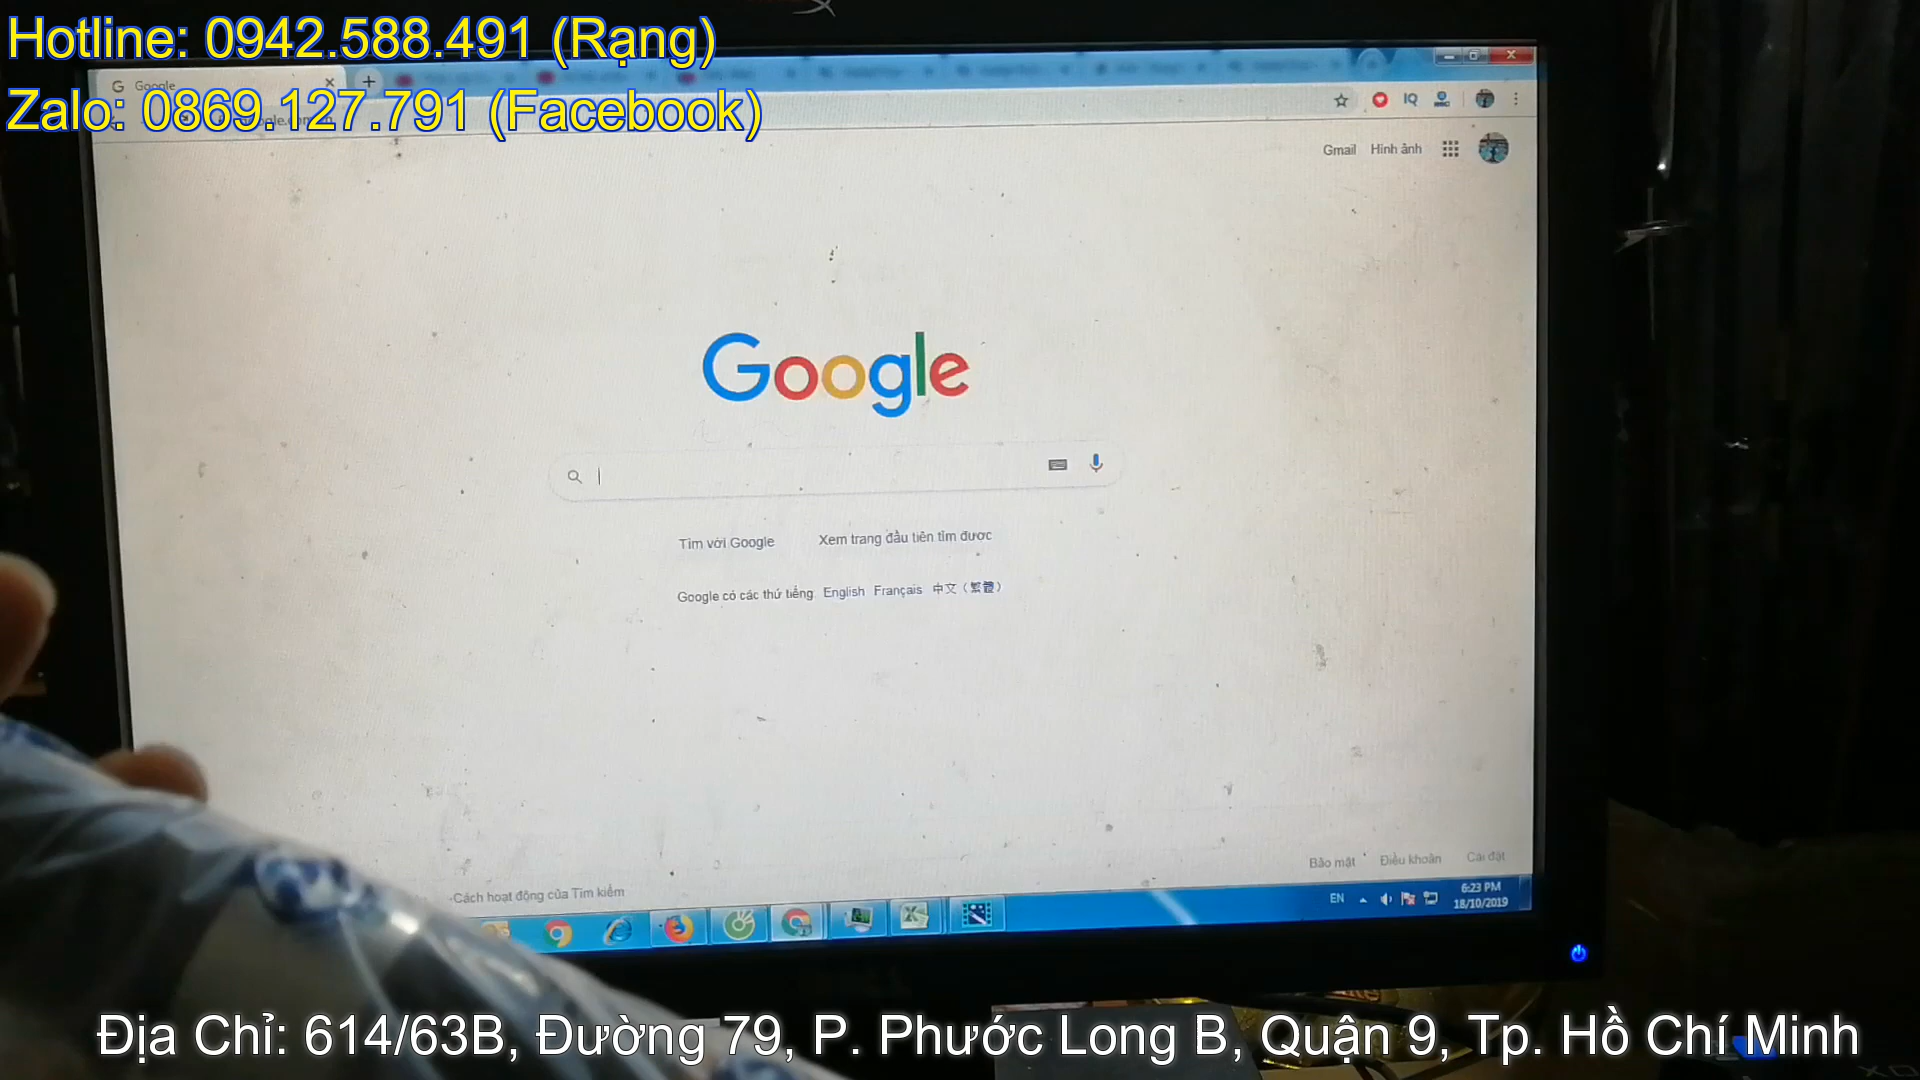 Hotline: 0942.588.491 (Rạng)
Google
Zalo: 0869.127.791 (Facebook)
IQ
Gmail Hình ảnh
Google
Tìm với Google Xem trang đầu tiên tìm được
Google có các thứ tiếng: English Français 中文（繁體）
Bảo mật Điều khoản Cài đặt
Cách hoạt động của Tìm kiếm
EN 6:23 PM
18/10/2019
Địa Chỉ: 614/63B, Đường 79, P. Phước Long B, Quận 9, Tp. Hồ Chí Minh